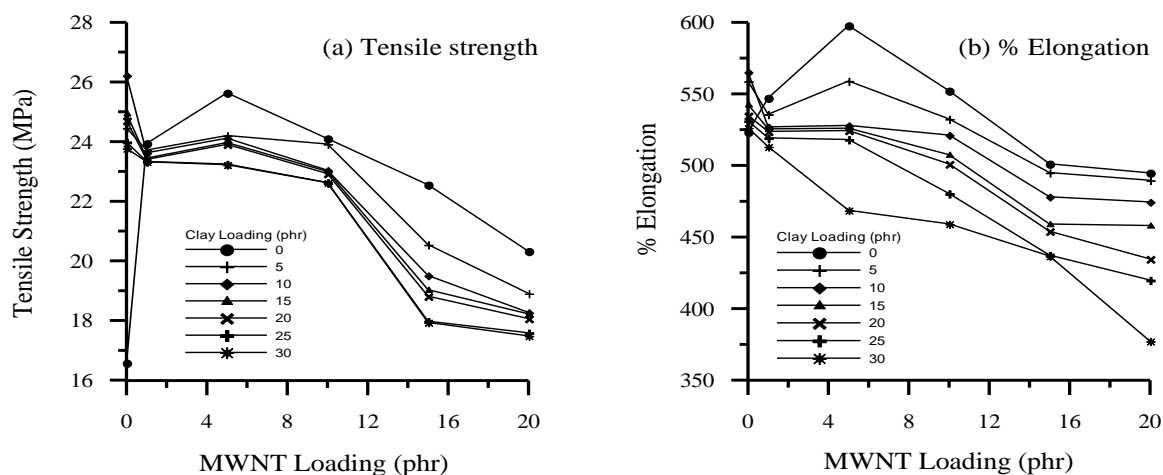 (a) Tensile strength
Tensile Strength (MPa)
28
26
24
22
20
18
16
Clay Loading (phr)
0
5
10
15
20
25
30
0 4 8 12 16 20
MWNT Loading (phr)
(b) % Elongation
% Elongation
600
550
500
450
400
350
Clay Loading (phr)
0
5
10
15
20
25
30
0 4 8 12 16 20
MWNT Loading (phr)